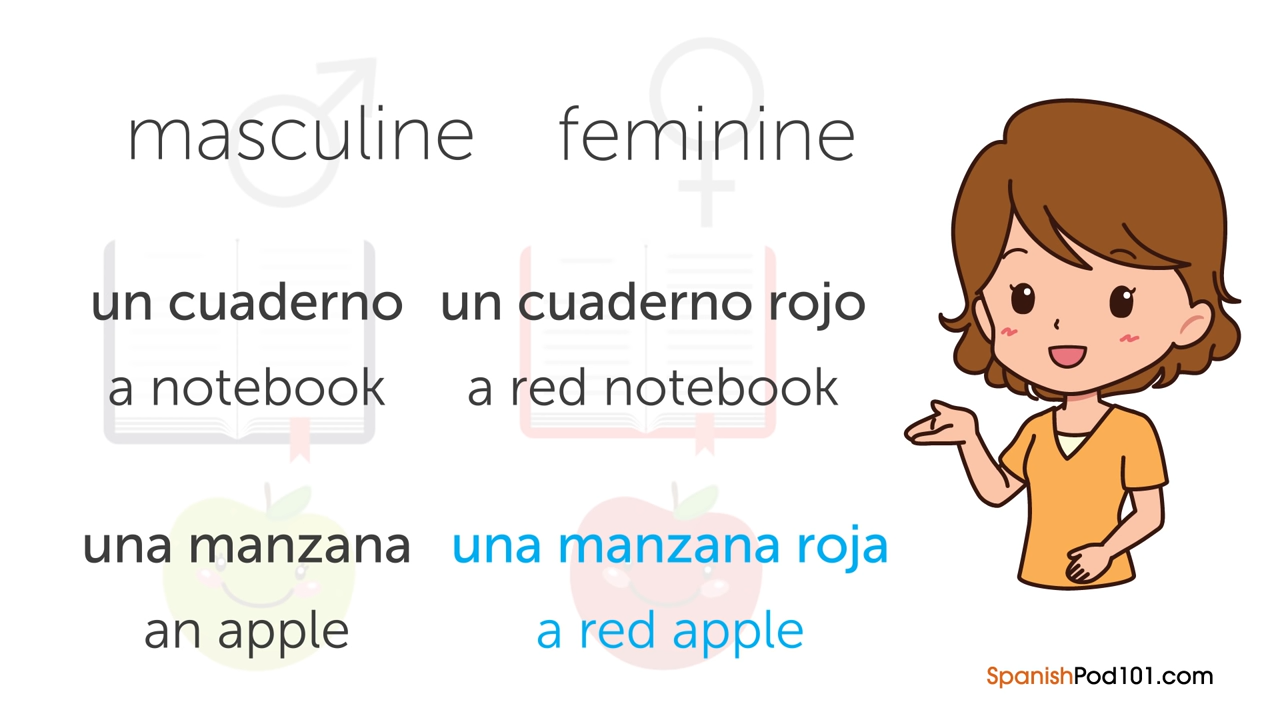 masculine feminine
un cuaderno un cuaderno rojo
a notebook a red notebook
una manzana una manzana roja
an apple a red apple
SpanishPod101.com